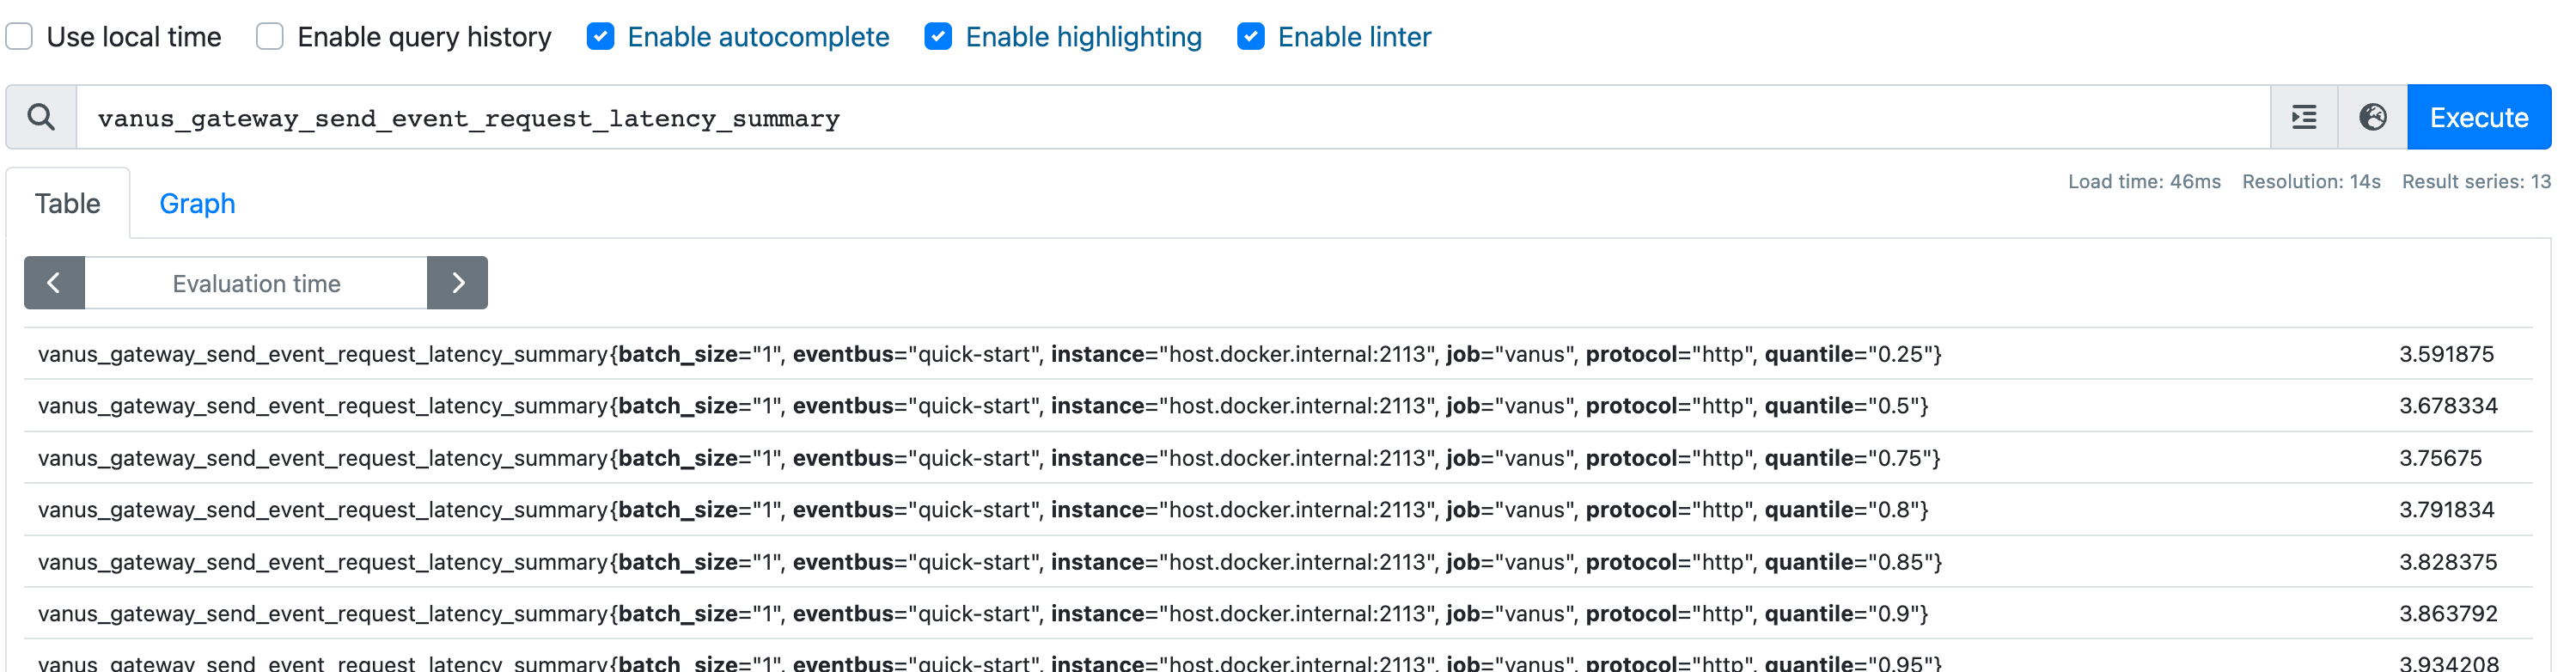 Use local time Enable query history Enable autocomplete Enable highlighting Enable linter
vanus_gateway_send_event_request_latency_summary Execute
Load time: 46ms Resolution: 14s Result series: 13
Table Graph
Evaluation time
vanus_gateway_send_event_request_latency_summary{batch_size="1", eventbus="quick-start", instance="host.docker.internal:2113", job="vanus", protocol="http", quantile="0.25"} 3.591875
vanus_gateway_send_event_request_latency_summary{batch_size="1", eventbus="quick-start", instance="host.docker.internal:2113", job="vanus", protocol="http", quantile="0.5"} 3.678334
vanus_gateway_send_event_request_latency_summary{batch_size="1", eventbus="quick-start", instance="host.docker.internal:2113", job="vanus", protocol="http", quantile="0.75"} 3.75675
vanus_gateway_send_event_request_latency_summary{batch_size="1", eventbus="quick-start", instance="host.docker.internal:2113", job="vanus", protocol="http", quantile="0.8"} 3.791834
vanus_gateway_send_event_request_latency_summary{batch_size="1", eventbus="quick-start", instance="host.docker.internal:2113", job="vanus", protocol="http", quantile="0.85"} 3.828375
vanus_gateway_send_event_request_latency_summary{batch_size="1", eventbus="quick-start", instance="host.docker.internal:2113", job="vanus", protocol="http", quantile="0.9"} 3.863792
vanus_gateway_send_event_request_latency_summary{batch_size="1", eventbus="quick-start", instance="host.docker.internal:2113", job="vanus", protocol="http", quantile="0.95"} 3.934208